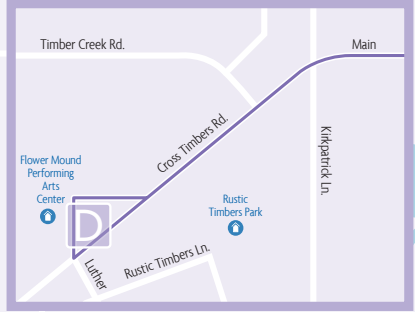 Timber Creek Rd.
Main
Cross Timbers Rd.
Kirkpatrick Ln.
Flower Mound
Performing
Arts
Center
Rustic
Timbers Park
D
Luther
Rustic Timbers Ln.